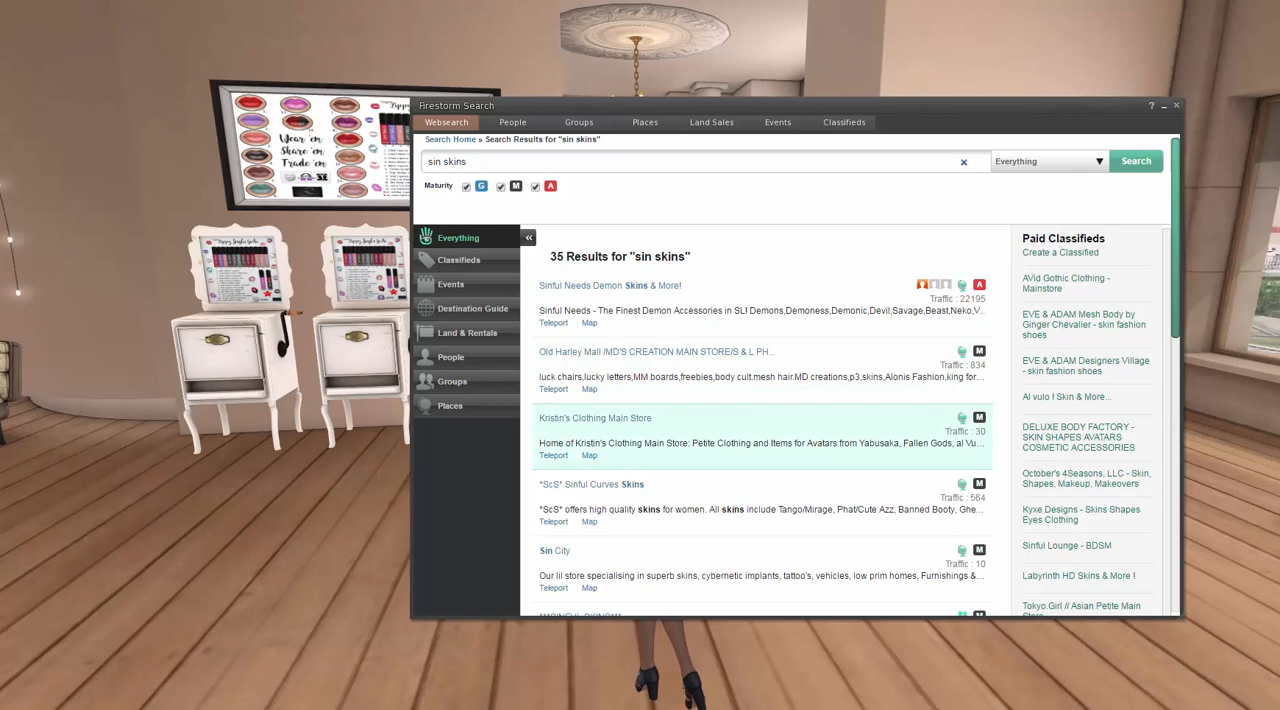 Wear 'em
Share 'em
Trade 'em
Firestorm Search
?
Websearch People Groups Places Land Sales Events Classifieds
Search Home » Search Results for "sin skins"
sin skins
Everything
Search
Maturity G M A
Everything
Classifieds
Events
Destination Guide
Land & Rentals
People
Groups
Places
«
35 Results for "sin skins"
Sinful Needs Demon Skins & More!
A
Traffic : 22195
Sinful Needs - The Finest Demon Accessories in SL! Demons,Demoness,Demonic,Devil,Savage,Beast,Neko,V...
Teleport Map
Old Harley Mall /MD'S CREATION MAIN STORE/S & L PH...
M
Traffic : 834
luck chairs,lucky letters,MM boards,freebies,body cult.mesh hair.MD creations,p3,skins,Alonis Fashion,king for...
Teleport Map
Kristin's Clothing Main Store
M
Traffic : 30
Home of Kristin's Clothing Main Store: Petite Clothing and Items for Avatars from Yabusaka, Fallen Gods, al Vu...
Teleport Map
*ScS* Sinful Curves Skins
M
Traffic : 564
*ScS* offers high quality skins for women. All skins include Tango/Mirage, Phat/Cute Azz, Banned Booty, Ghe...
Teleport Map
Sin City
M
Traffic : 10
Our lil store specialising in superb skins, cybernetic implants, tattoo's, vehicles, low prim homes, Furnishings &...
Teleport Map
***SINFUL SKINS***
Paid Classifieds
Create a Classified
AVid Gothic Clothing -
Mainstore
EVE & ADAM Mesh Body by
Ginger Chevalier - skin fashion
shoes
EVE & ADAM Designers Village
- skin fashion shoes
Al vulo ! Skin & More...
DELUXE BODY FACTORY -
SKIN SHAPES AVATARS
COSMETIC ACCESSORIES
October's 4Seasons, LLC - Skin,
Shapes, Makeup, Makeovers
Kyxe Designs - Skins Shapes
Eyes Clothing
Sinful Lounge - BDSM
Labyrinth HD Skins & More !
Tokyo.Girl // Asian Petite Main
Store